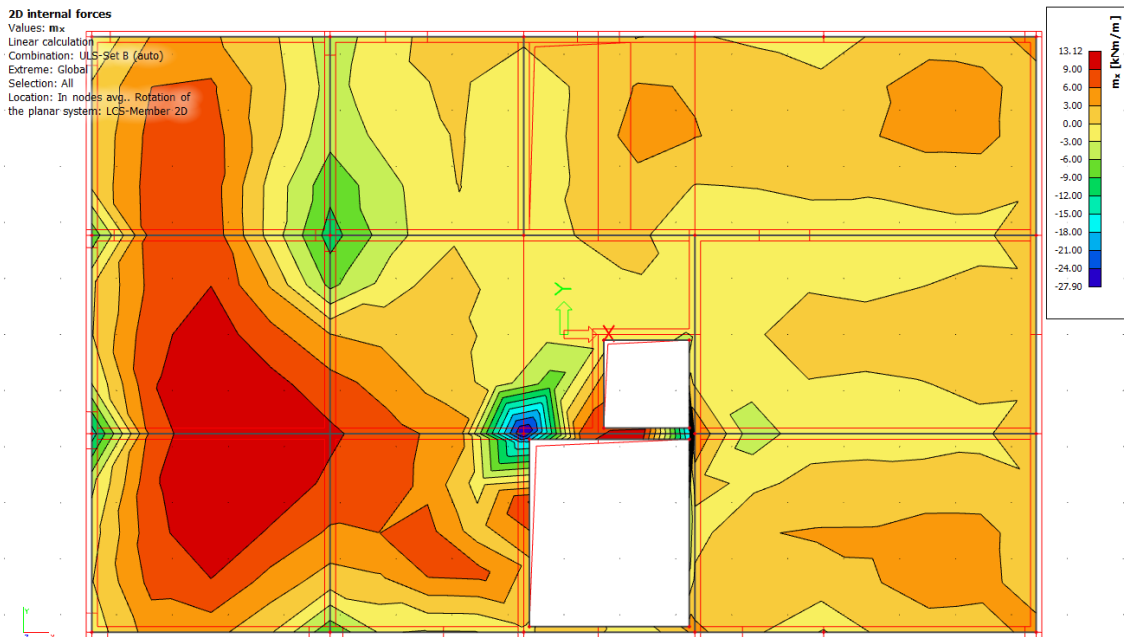 2D internal forces
Values: mx
Linear calculation
Combination: ULS-Set B (auto)
Extreme: Global
Selection: All
Location: In nodes avg.. Rotation of
the planar system: LCS-Member 2D
mx [kNm/m]
13.12
9.00
6.00
3.00
0.00
-3.00
-6.00
-9.00
-12.00
-15.00
-18.00
-21.00
-24.00
-27.90
Y
X
Y